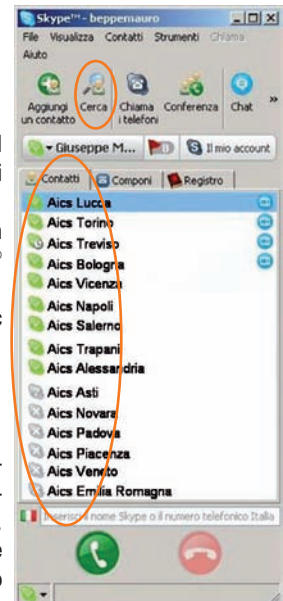 Skype™ - beppemauro
File Visualizza Contatti Strumenti Chiama
Aiuto
Aggiungi un contatto Cerca Chiama i telefoni Conferenza Chat »
Giuseppe M... Il mio account
Contatti Componi Registro
Aics Lucca
Aics Torino
Aics Treviso
Aics Bologna
Aics Vicenza
Aics Napoli
Aics Salerno
Aics Trapani
Aics Alessandria
Aics Asti
Aics Novara
Aics Padova
Aics Piacenza
Aics Veneto
Aics Emilia Romagna
Inserisci il nome Skype o il numero telefonico Italia